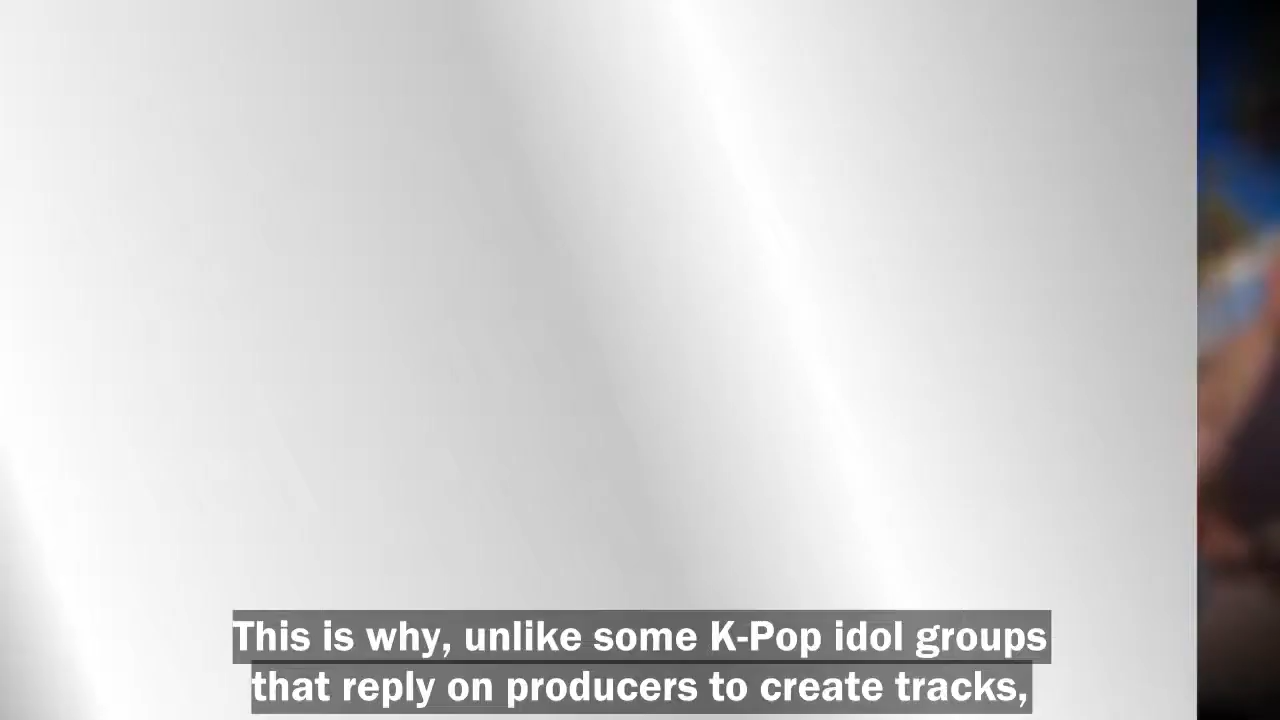 This is why, unlike some K-Pop idol groups
that reply on producers to create tracks,